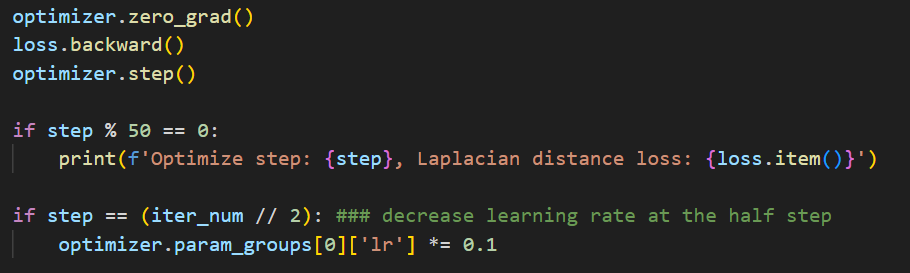 optimizer.zero_grad()
loss.backward()
optimizer.step()
if step % 50 == 0:
    print(f'Optimize step: {step}, Laplacian distance loss: {loss.item()}')
if step == (iter_num // 2): ### decrease learning rate at the half step
    optimizer.param_groups[0]['lr'] *= 0.1